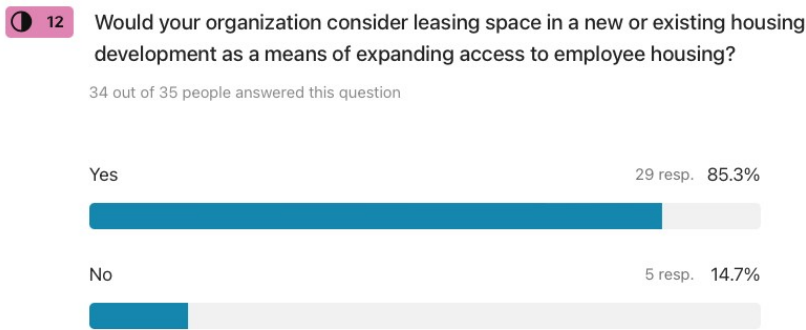 12
Would your organization consider leasing space in a new or existing housing
development as a means of expanding access to employee housing?
34 out of 35 people answered this question
Yes 29 resp. 85.3%
No 5 resp. 14.7%